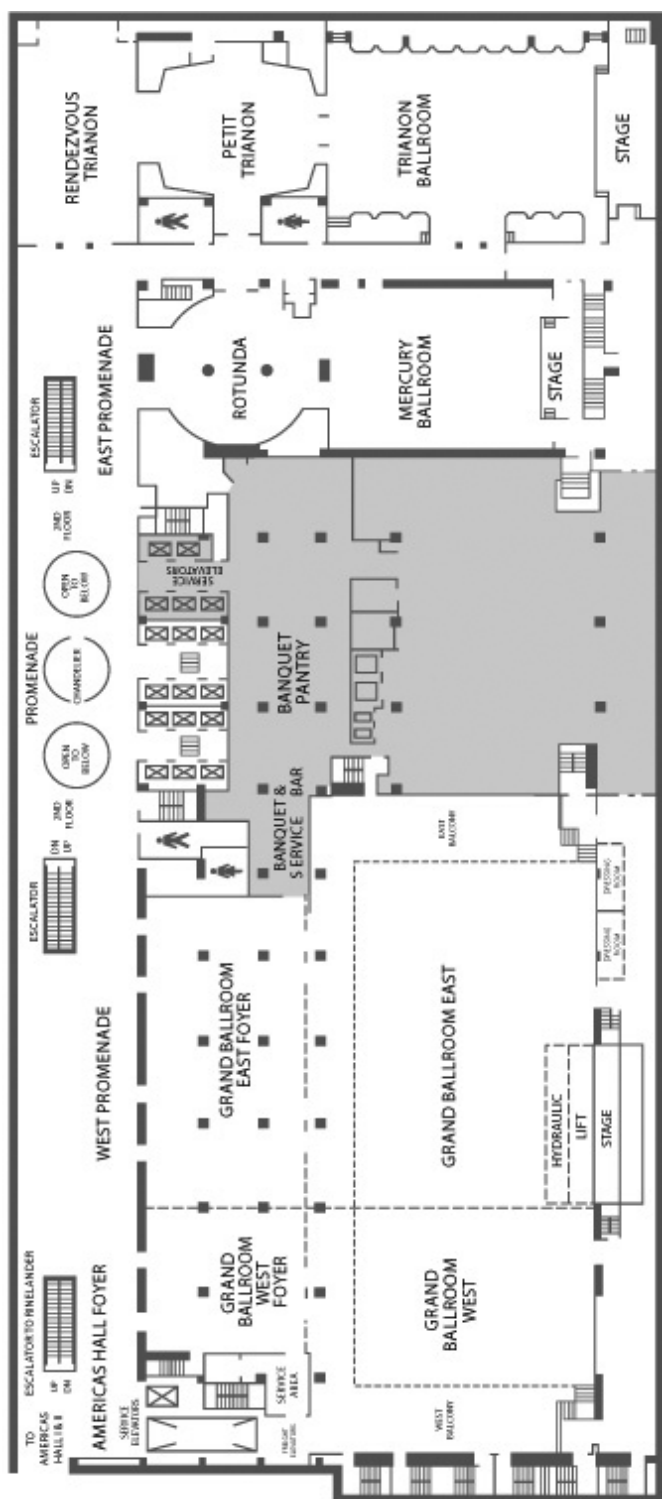 TO
AMERICAS
HALL I & II
ESCALATOR TO RINELANDER
UP
DN
AMERICAS HALL FOYER
SERVICE
ELEVATORS
FREIGHT
ELEVATORS
SERVICE
AREA
WEST BALCONY
GRAND
BALLROOM
WEST
FOYER
GRAND
BALLROOM
WEST
WEST PROMENADE
GRAND BALLROOM
EAST FOYER
GRAND BALLROOM EAST
HYDRAULIC
LIFT
STAGE
DRESSING
ROOM
DRESSING
ROOM
EAST
BALCONY
ESCALATOR
DN
UP
2ND
FLOOR
OPEN
TO
BELOW
PROMENADE
CHANDELIER
OPEN
TO
BELOW
2ND
FLOOR
UP
DN
ESCALATOR
BANQUET &
S ERVICE BAR
BANQUET
PANTRY
SERVICE
ELEVATORS
EAST PROMENADE
ROTUNDA
MERCURY
BALLROOM
STAGE
RENDEZVOUS
TRIANON
PETIT
TRIANON
TRIANON
BALLROOM
STAGE